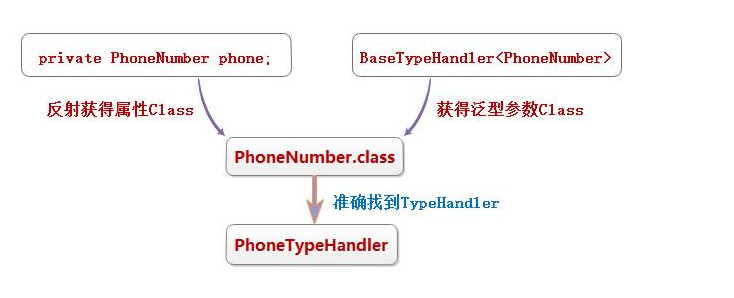 private PhoneNumber phone;
BaseTypeHandler<PhoneNumber>
反射获得属性Class
获得泛型参数Class
PhoneNumber.class
准确找到TypeHandler
PhoneTypeHandler